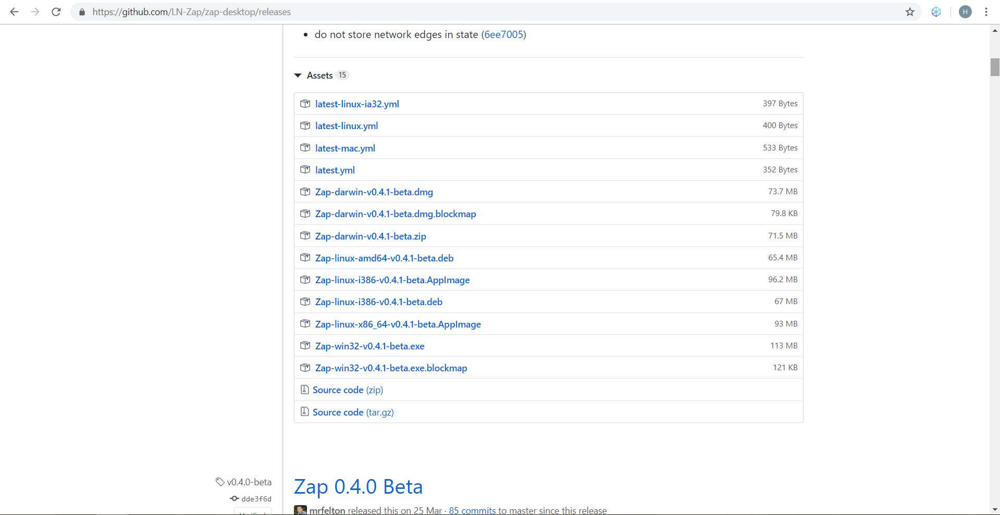 https://github.com/LN-Zap/zap-desktop/releases
H
do not store network edges in state (6ee7005)
Assets 15
latest-linux-ia32.yml 397 Bytes
latest-linux.yml 400 Bytes
latest-mac.yml 533 Bytes
latest.yml 352 Bytes
Zap-darwin-v0.4.1-beta.dmg 73.7 MB
Zap-darwin-v0.4.1-beta.dmg.blockmap 79.8 KB
Zap-darwin-v0.4.1-beta.zip 71.5 MB
Zap-linux-amd64-v0.4.1-beta.deb 65.4 MB
Zap-linux-i386-v0.4.1-beta.AppImage 96.2 MB
Zap-linux-i386-v0.4.1-beta.deb 67 MB
Zap-linux-x86_64-v0.4.1-beta.AppImage 93 MB
Zap-win32-v0.4.1-beta.exe 113 MB
Zap-win32-v0.4.1-beta.exe.blockmap 121 KB
Source code (zip)
Source code (tar.gz)
v0.4.0-beta
dde3f6d
Zap 0.4.0 Beta
mrfelton released this on 25 Mar · 85 commits to master since this release